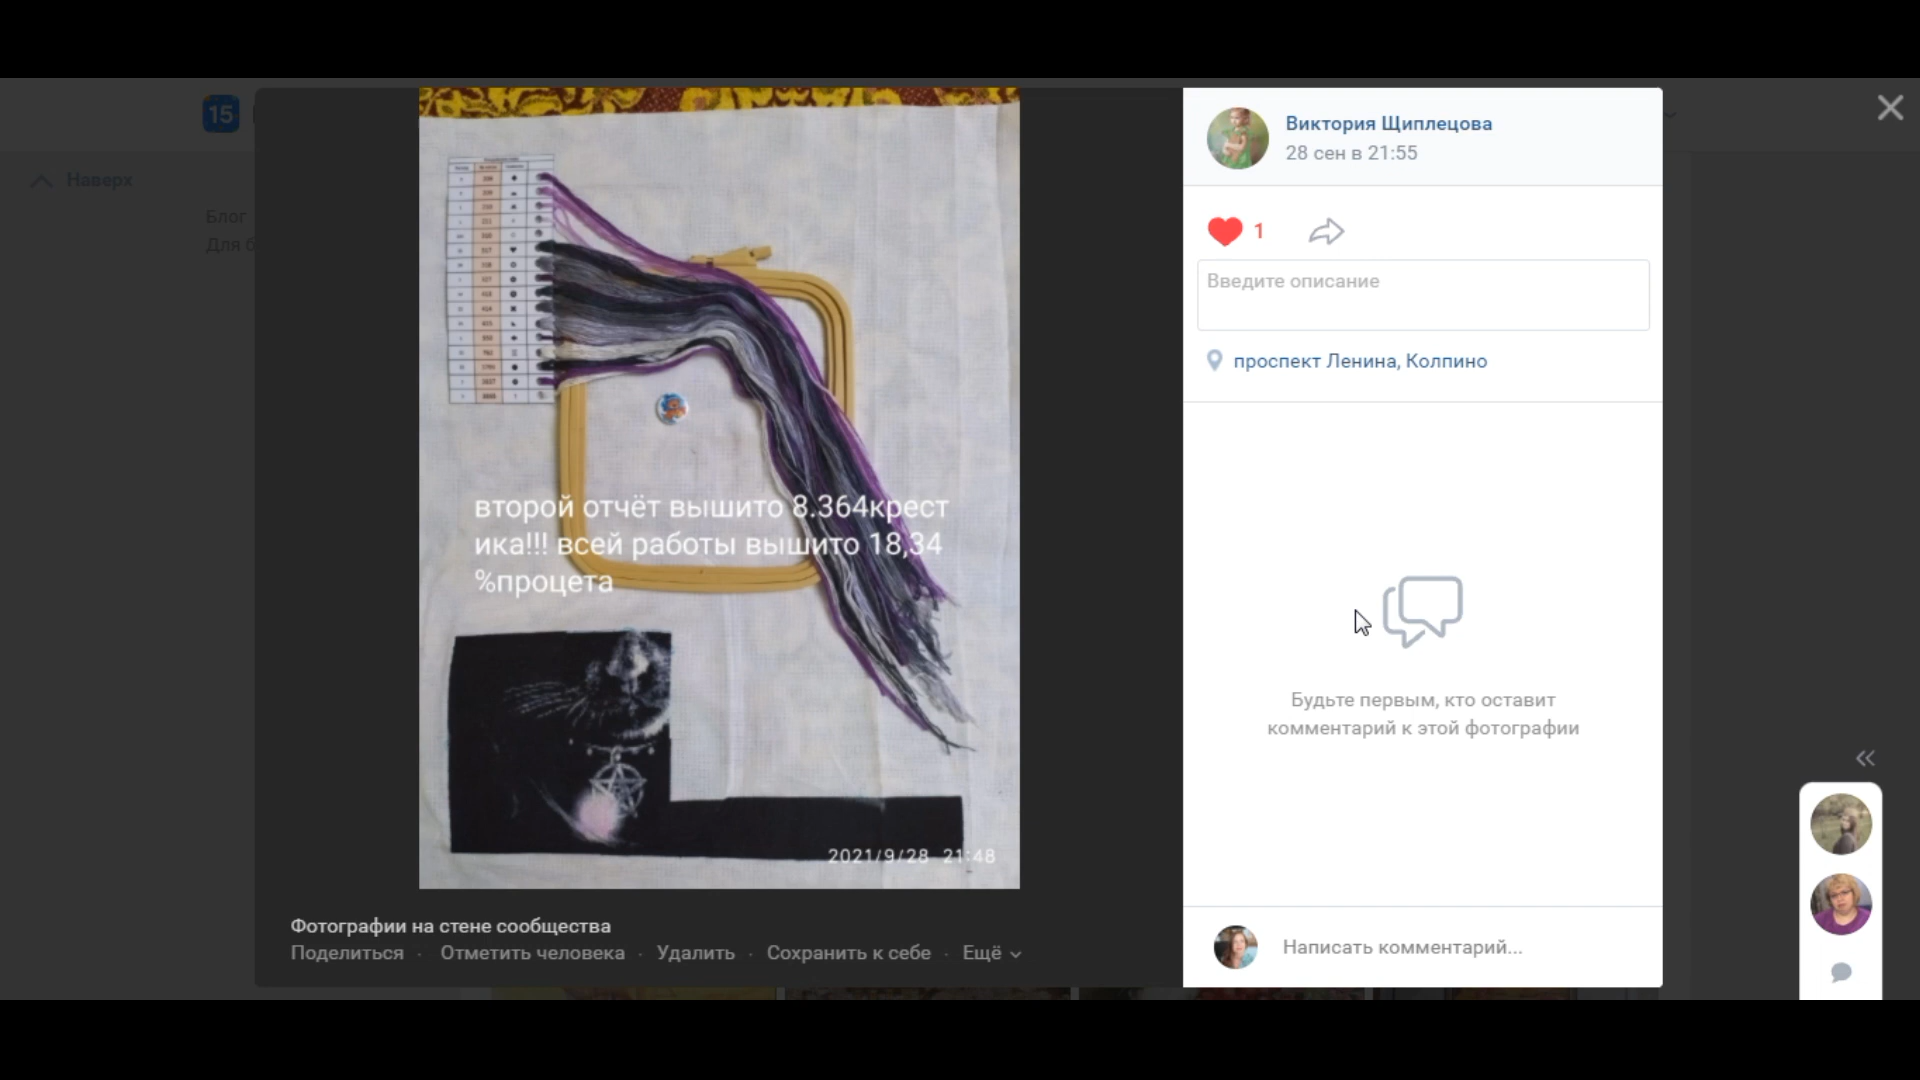 15
Наверх
Блог
Для б
второй отчёт вышито 8.364крест
ика!!! всей работы вышито 18,34
%процета
2021/9/28 21:48
Фотографии на стене сообщества
Поделиться · Отметить человека · Удалить · Сохранить к себе · Ещё
Виктория Щиплецова
28 сен в 21:55
1
Введите описание
проспект Ленина, Колпино
Будьте первым, кто оставит
комментарий к этой фотографии
Написать комментарий...